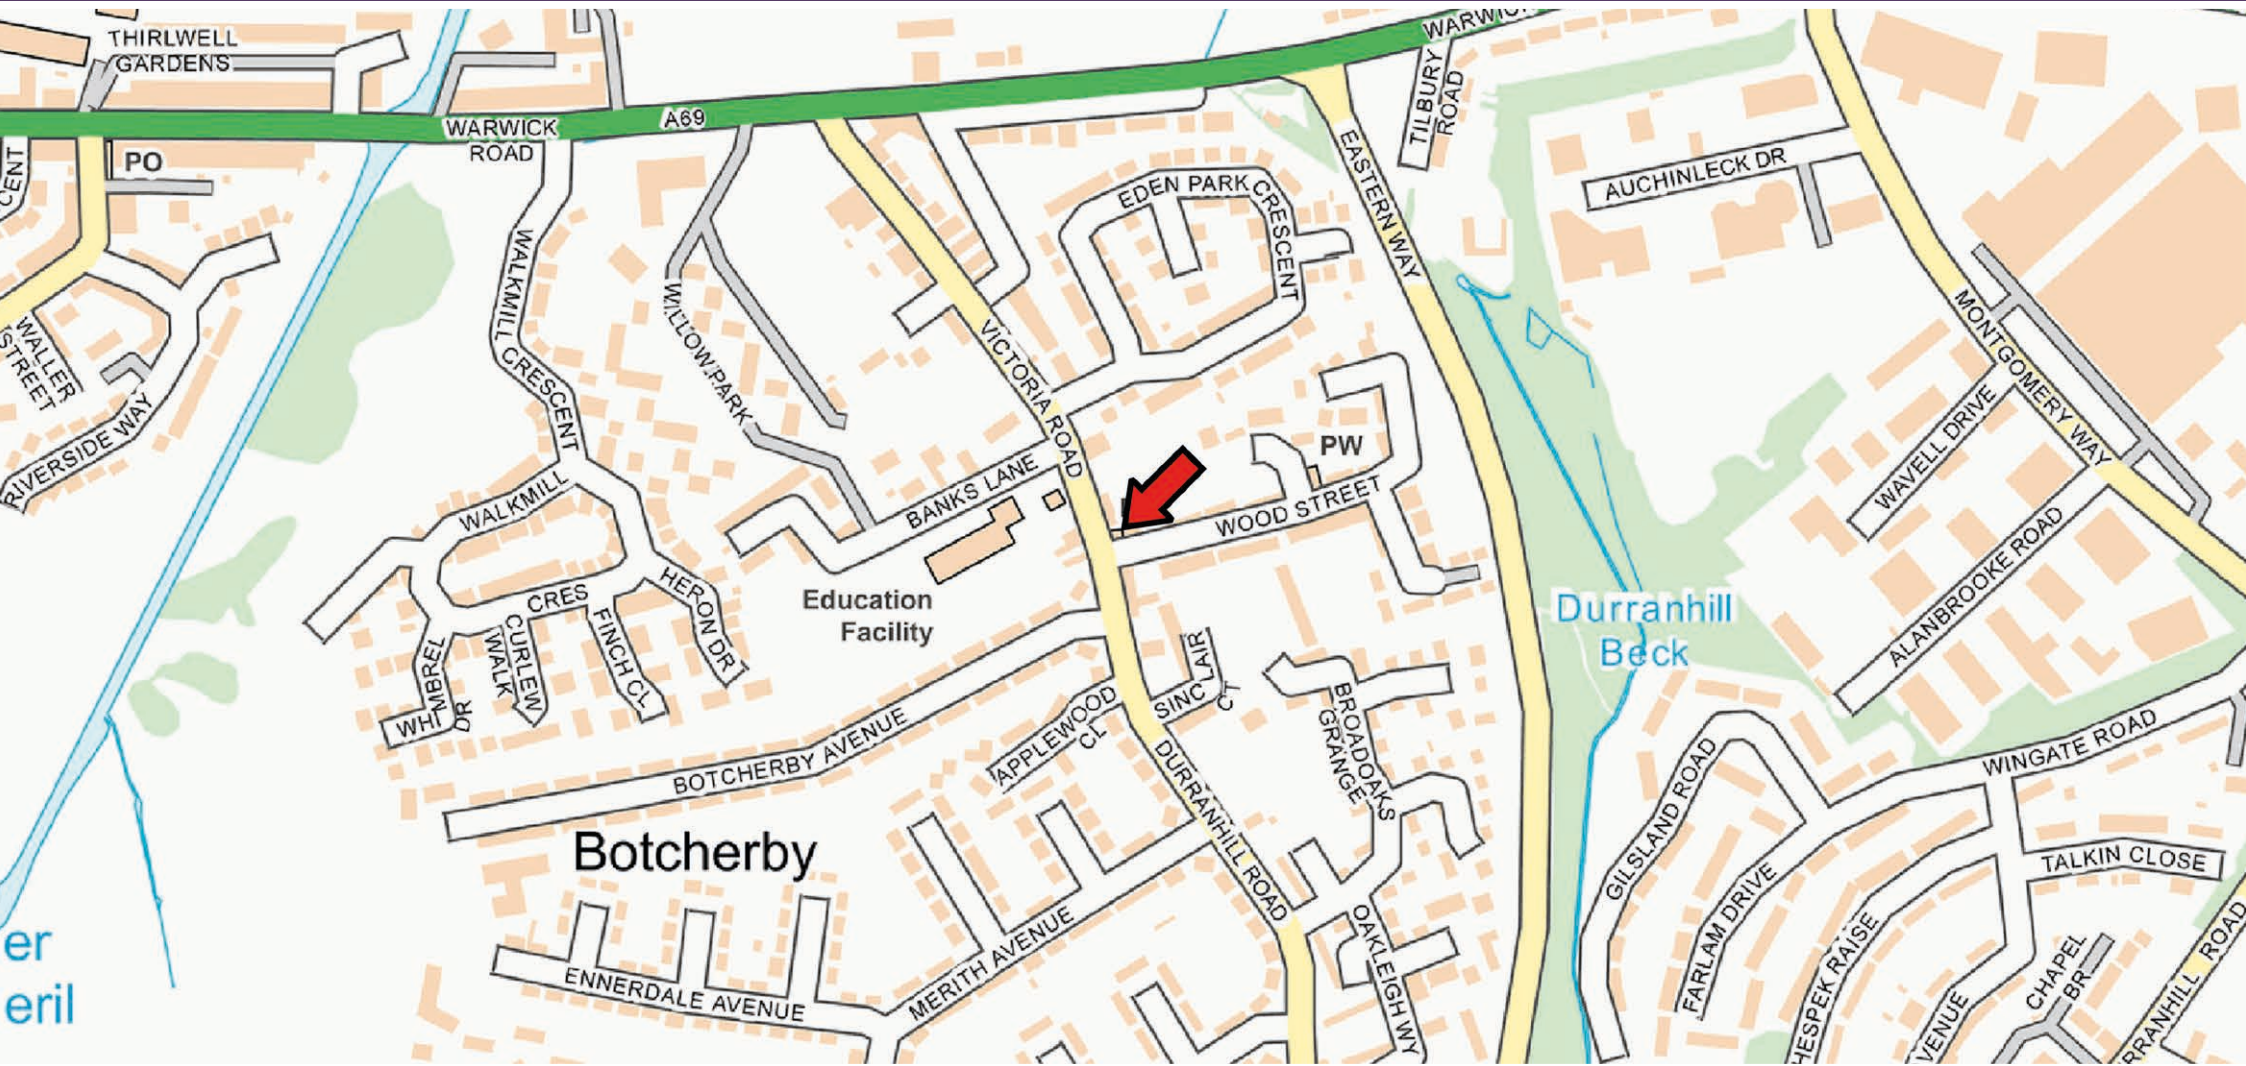 THIRLWELL
GARDENS
WARWICK
ROAD
A69
PO
CENT
WALLER
STREET
RIVERSIDE WAY
WALKMILL CRESCENT
WILLOW PARK
VICTORIA ROAD
EDEN PARK CRESCENT
EASTERN WAY
TILBURY
ROAD
AUCHINLECK DR
MONTGOMERY WAY
WAVELL DRIVE
ALANBROOKE ROAD
PW
WOOD STREET
BANKS LANE
WALKMILL
CRES
HERON DR
FINCH CL
CURLEW
WALK
WHIMBREL
DR
Education
Facility
Durranhill
Beck
BOTCHERBY AVENUE
APPLEWOOD
CL
SINCLAIR
CT
BROADOAKS
GRANGE
DURRANHILL ROAD
Botcherby
ENNERDALE AVENUE
MERITH AVENUE
OAKLEIGH WY
GILSLAND ROAD
FARLAM DRIVE
HESPEK RAISE
WINGATE ROAD
TALKIN CLOSE
CHAPEL
BR
VENUE
RRANHILL ROAD
er
eril